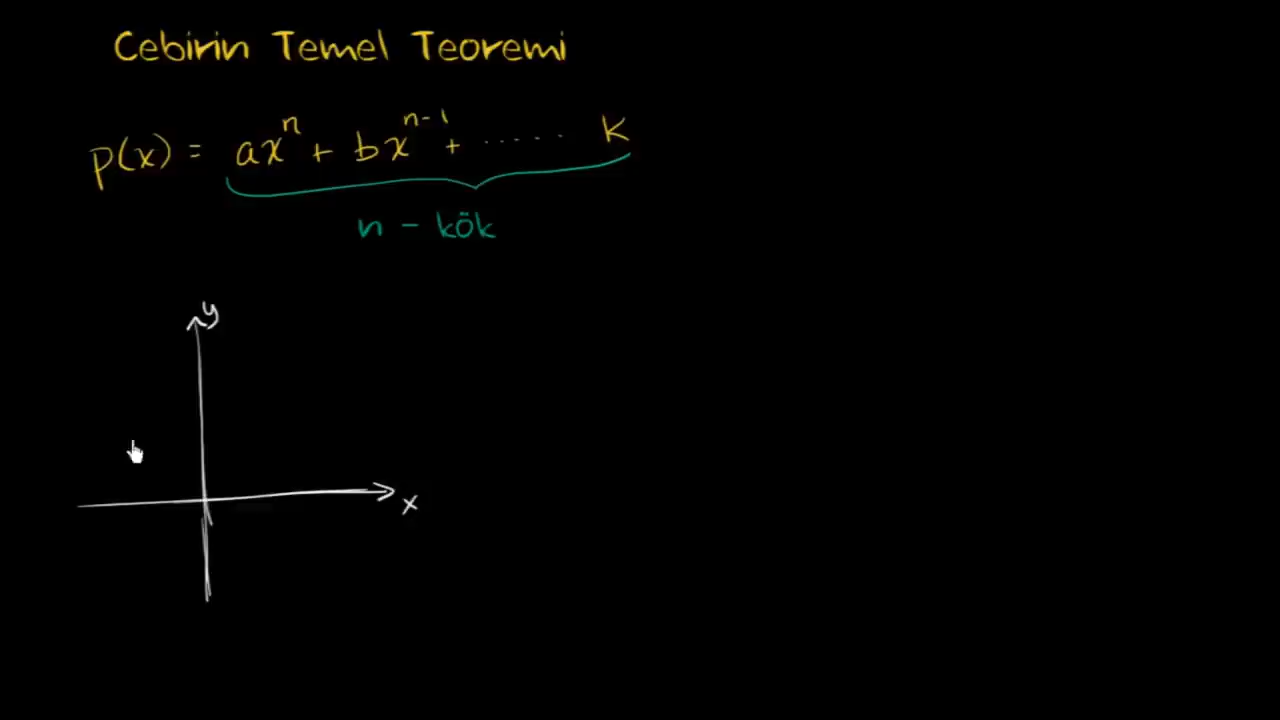 Cebirin Temel Teoremi
p(x) = ax^n + bx^{n-1} + ...... K
n - kök
y
x